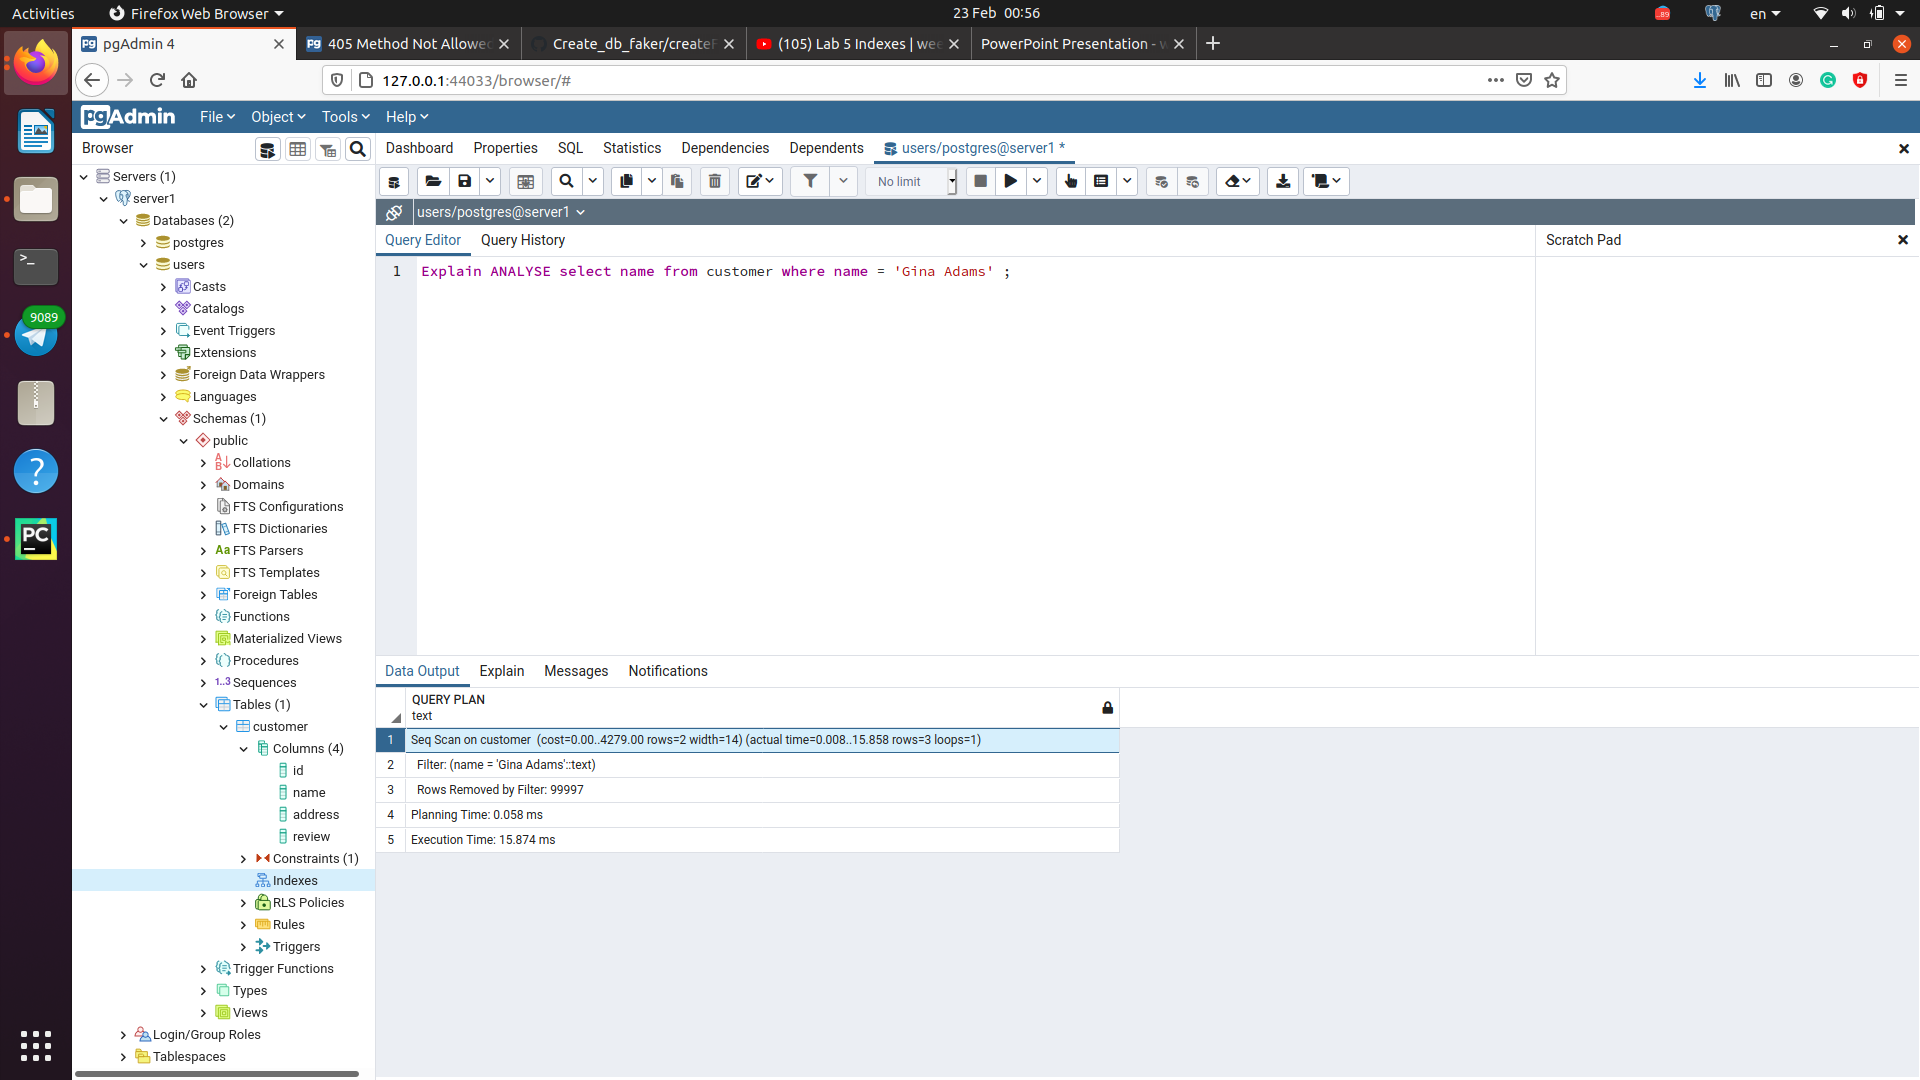 Activities
Firefox Web Browser
23 Feb 00:56
.89
en
pgAdmin 4
405 Method Not Allowed
Create_db_faker/create
(105) Lab 5 Indexes | we
PowerPoint Presentation - w
127.0.0.1:44033/browser/#
pgAdmin
File
Object
Tools
Help
Browser
Dashboard
Properties
SQL
Statistics
Dependencies
Dependents
users/postgres@server1 *
No limit
users/postgres@server1
Query Editor
Query History
Scratch Pad
1 Explain ANALYSE select name from customer where name = 'Gina Adams' ;
Servers (1)
server1
Databases (2)
postgres
users
Casts
Catalogs
Event Triggers
Extensions
Foreign Data Wrappers
Languages
Schemas (1)
public
Collations
Domains
FTS Configurations
FTS Dictionaries
Aa FTS Parsers
FTS Templates
Foreign Tables
Functions
Materialized Views
Procedures
1..3 Sequences
Tables (1)
customer
Columns (4)
id
name
address
review
Constraints (1)
Indexes
RLS Policies
Rules
Triggers
Trigger Functions
Types
Views
Login/Group Roles
Tablespaces
9089
PC
Data Output
Explain
Messages
Notifications
QUERY PLAN
text
1 Seq Scan on customer (cost=0.00..4279.00 rows=2 width=14) (actual time=0.008..15.858 rows=3 loops=1)
2 Filter: (name = 'Gina Adams'::text)
3 Rows Removed by Filter: 99997
4 Planning Time: 0.058 ms
5 Execution Time: 15.874 ms